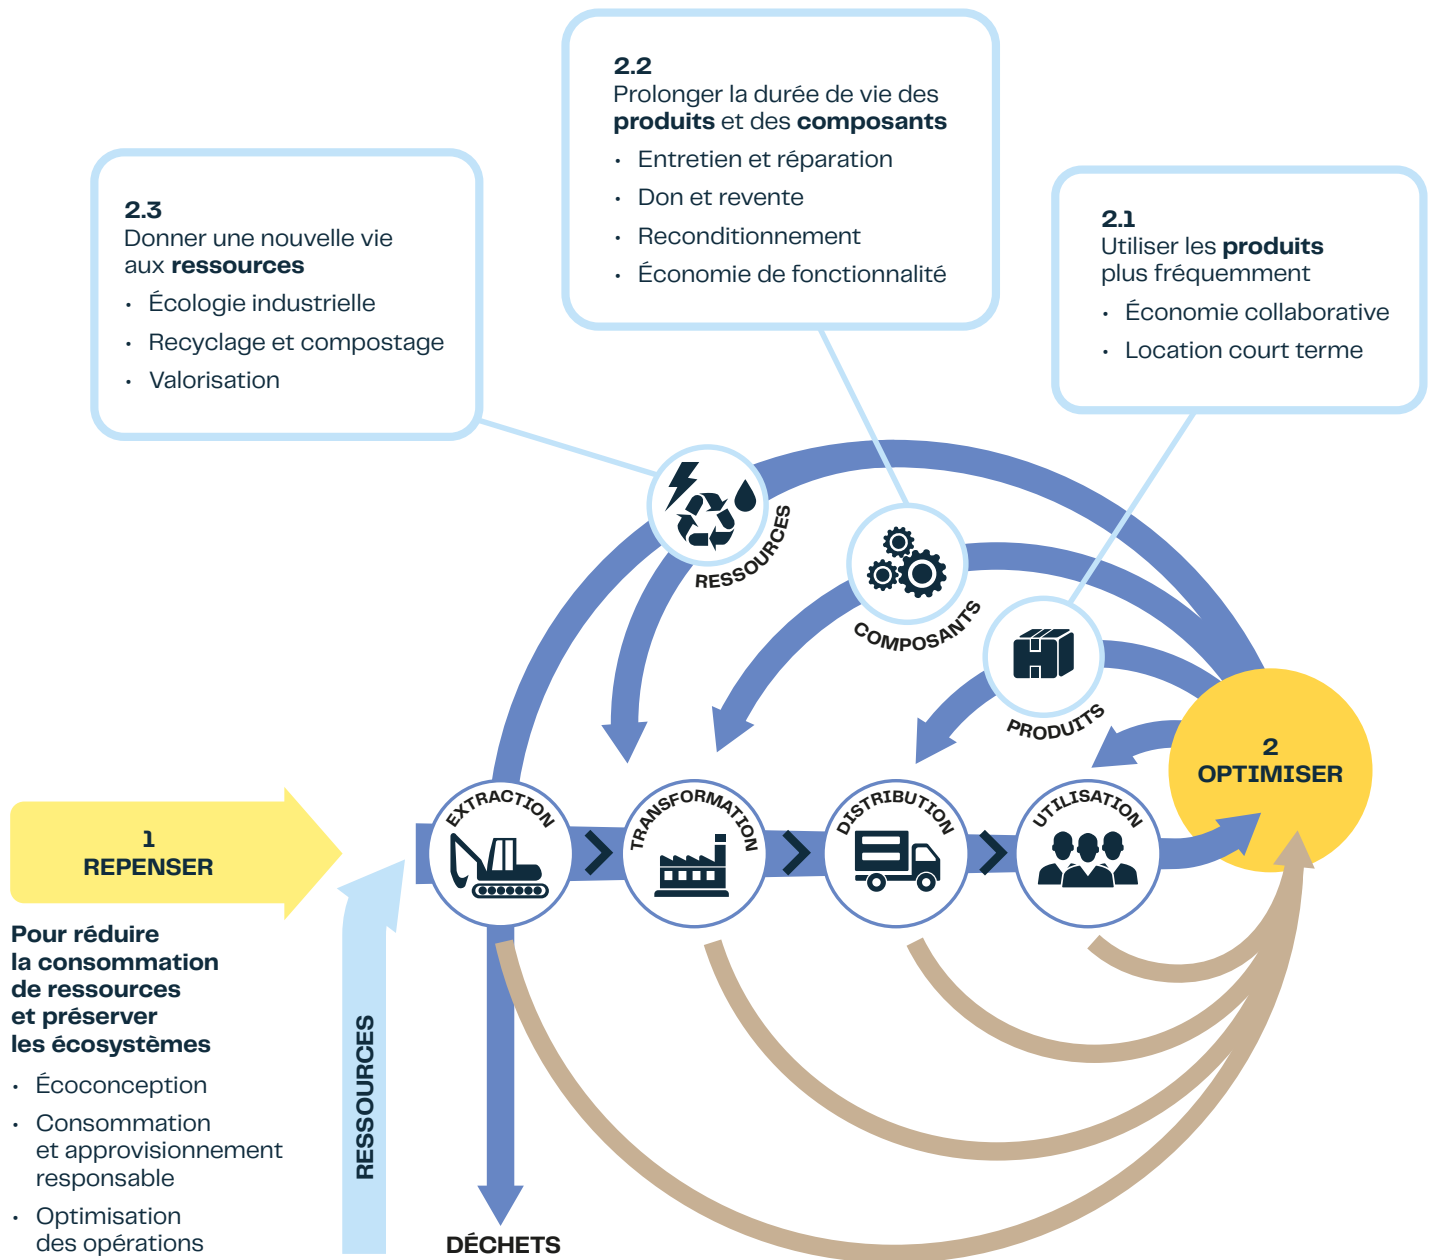 2.2
Prolonger la durée de vie des
produits et des composants
• Entretien et réparation
• Don et revente
• Reconditionnement
• Économie de fonctionnalité
2.3
Donner une nouvelle vie
aux ressources
• Écologie industrielle
• Recyclage et compostage
• Valorisation
2.1
Utiliser les produits
plus fréquemment
• Économie collaborative
• Location court terme
RESSOURCES
COMPOSANTS
PRODUITS
2
OPTIMISER
EXTRACTION
TRANSFORMATION
DISTRIBUTION
UTILISATION
1
REPENSER
Pour réduire
la consommation
de ressources
et préserver
les écosystèmes
• Écoconception
• Consommation
et approvisionnement
responsable
• Optimisation
des opérations
RESSOURCES
DÉCHETS